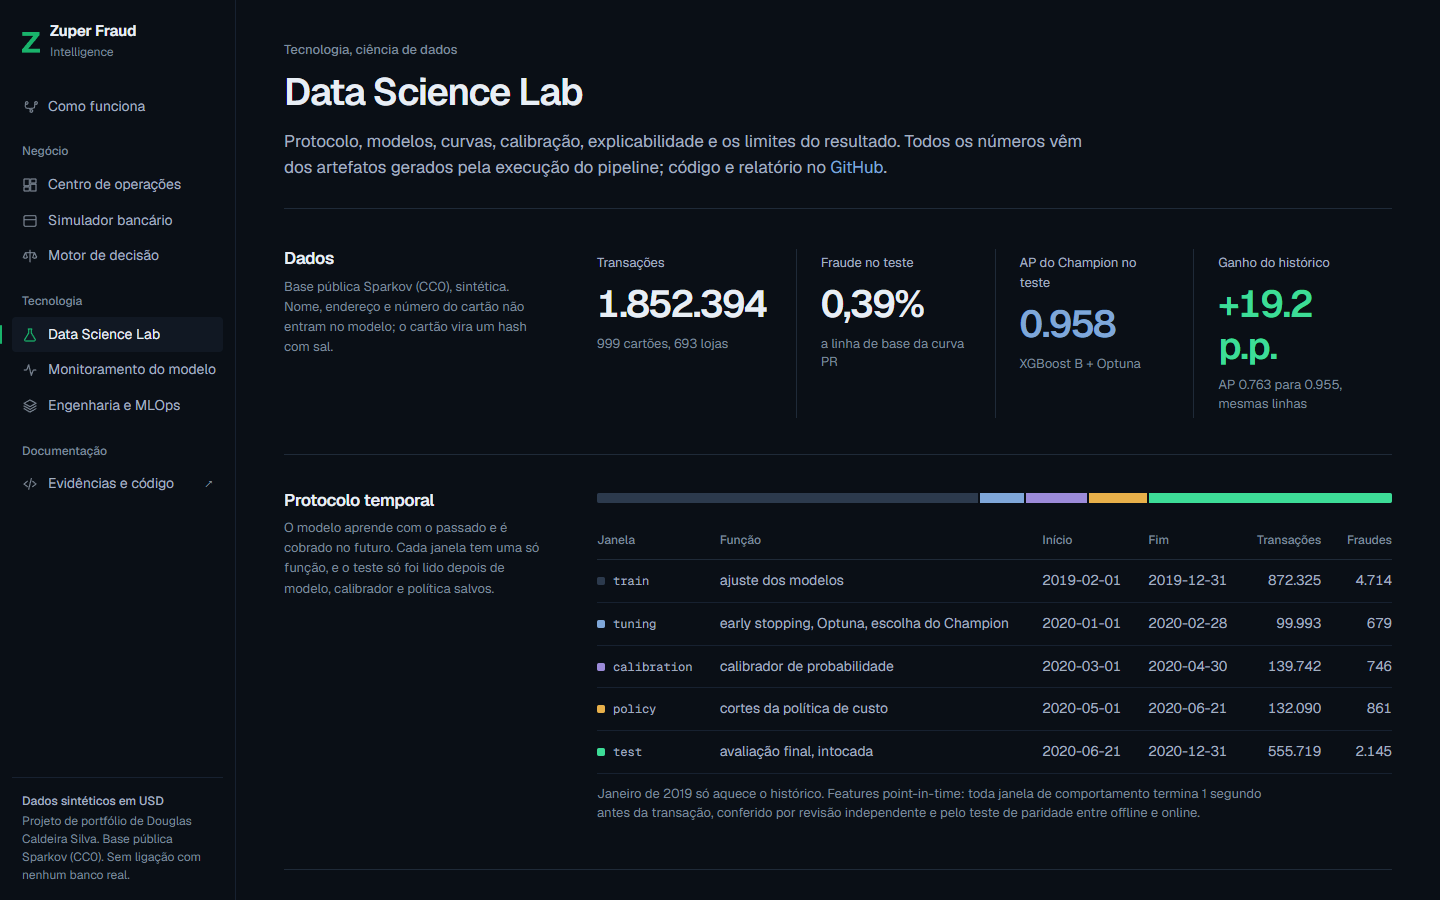 Zuper Fraud
Intelligence
Como funciona
Negócio
Centro de operações
Simulador bancário
Motor de decisão
Tecnologia
Data Science Lab
Monitoramento do modelo
Engenharia e MLOps
Documentação
Evidências e código ↗
Dados sintéticos em USD
Projeto de portfólio de Douglas
Caldeira Silva. Base pública
Sparkov (CC0). Sem ligação com
nenhum banco real.
Tecnologia, ciência de dados
Data Science Lab
Protocolo, modelos, curvas, calibração, explicabilidade e os limites do resultado. Todos os números vêm
dos artefatos gerados pela execução do pipeline; código e relatório no GitHub.
Dados
Base pública Sparkov (CC0), sintética.
Nome, endereço e número do cartão não
entram no modelo; o cartão vira um hash
com sal.
Transações
1.852.394
999 cartões, 693 lojas
Fraude no teste
0,39%
a linha de base da curva
PR
AP do Champion no
teste
0.958
XGBoost B + Optuna
Ganho do histórico
+19.2
p.p.
AP 0.763 para 0.955,
mesmas linhas
Protocolo temporal
O modelo aprende com o passado e é
cobrado no futuro. Cada janela tem uma só
função, e o teste só foi lido depois de
modelo, calibrador e política salvos.
Janela Função Início Fim Transações Fraudes
train ajuste dos modelos 2019-02-01 2019-12-31 872.325 4.714
tuning early stopping, Optuna, escolha do Champion 2020-01-01 2020-02-28 99.993 679
calibration calibrador de probabilidade 2020-03-01 2020-04-30 139.742 746
policy cortes da política de custo 2020-05-01 2020-06-21 132.090 861
test avaliação final, intocada 2020-06-21 2020-12-31 555.719 2.145
Janeiro de 2019 só aquece o histórico. Features point-in-time: toda janela de comportamento termina 1 segundo
antes da transação, conferido por revisão independente e pelo teste de paridade entre offline e online.